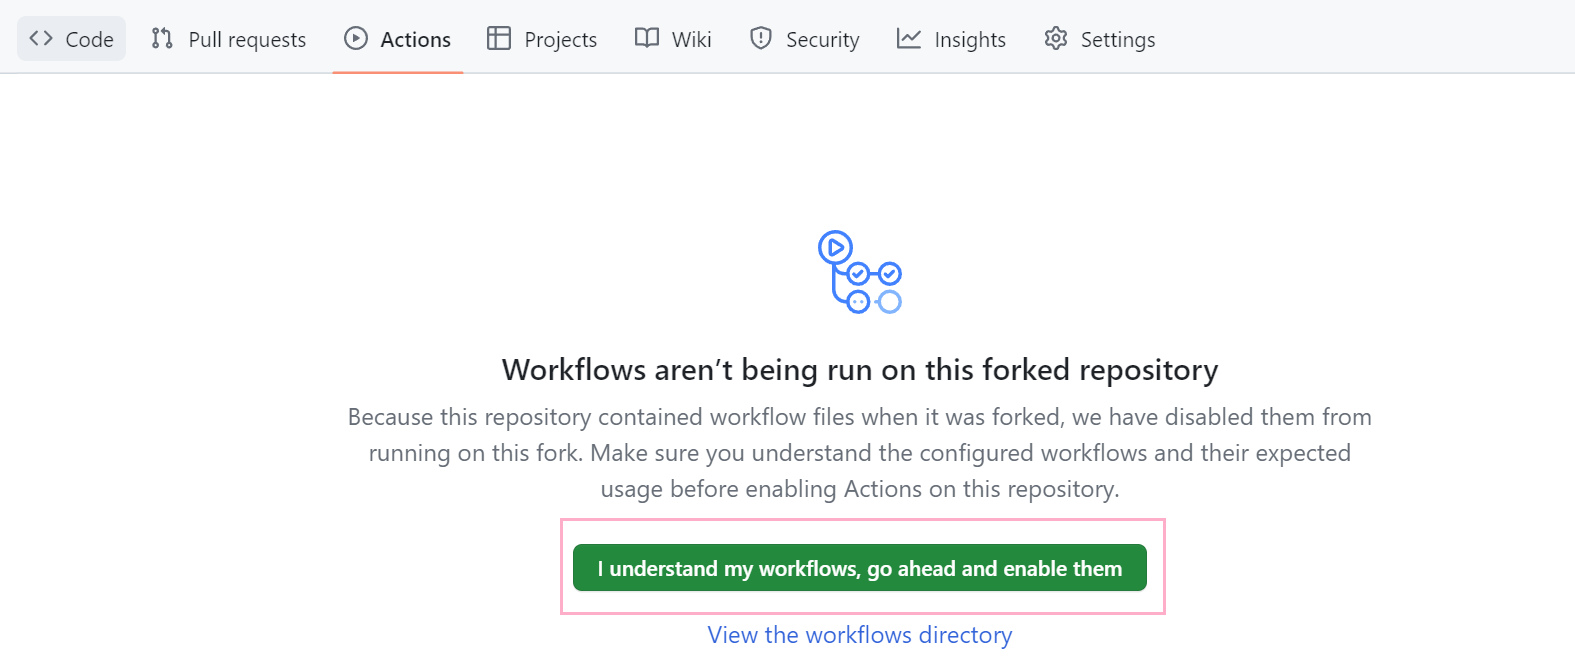 Code Pull requests Actions Projects Wiki Security Insights Settings
Workflows aren’t being run on this forked repository
Because this repository contained workflow files when it was forked, we have disabled them from
running on this fork. Make sure you understand the configured workflows and their expected
usage before enabling Actions on this repository.
I understand my workflows, go ahead and enable them
View the workflows directory